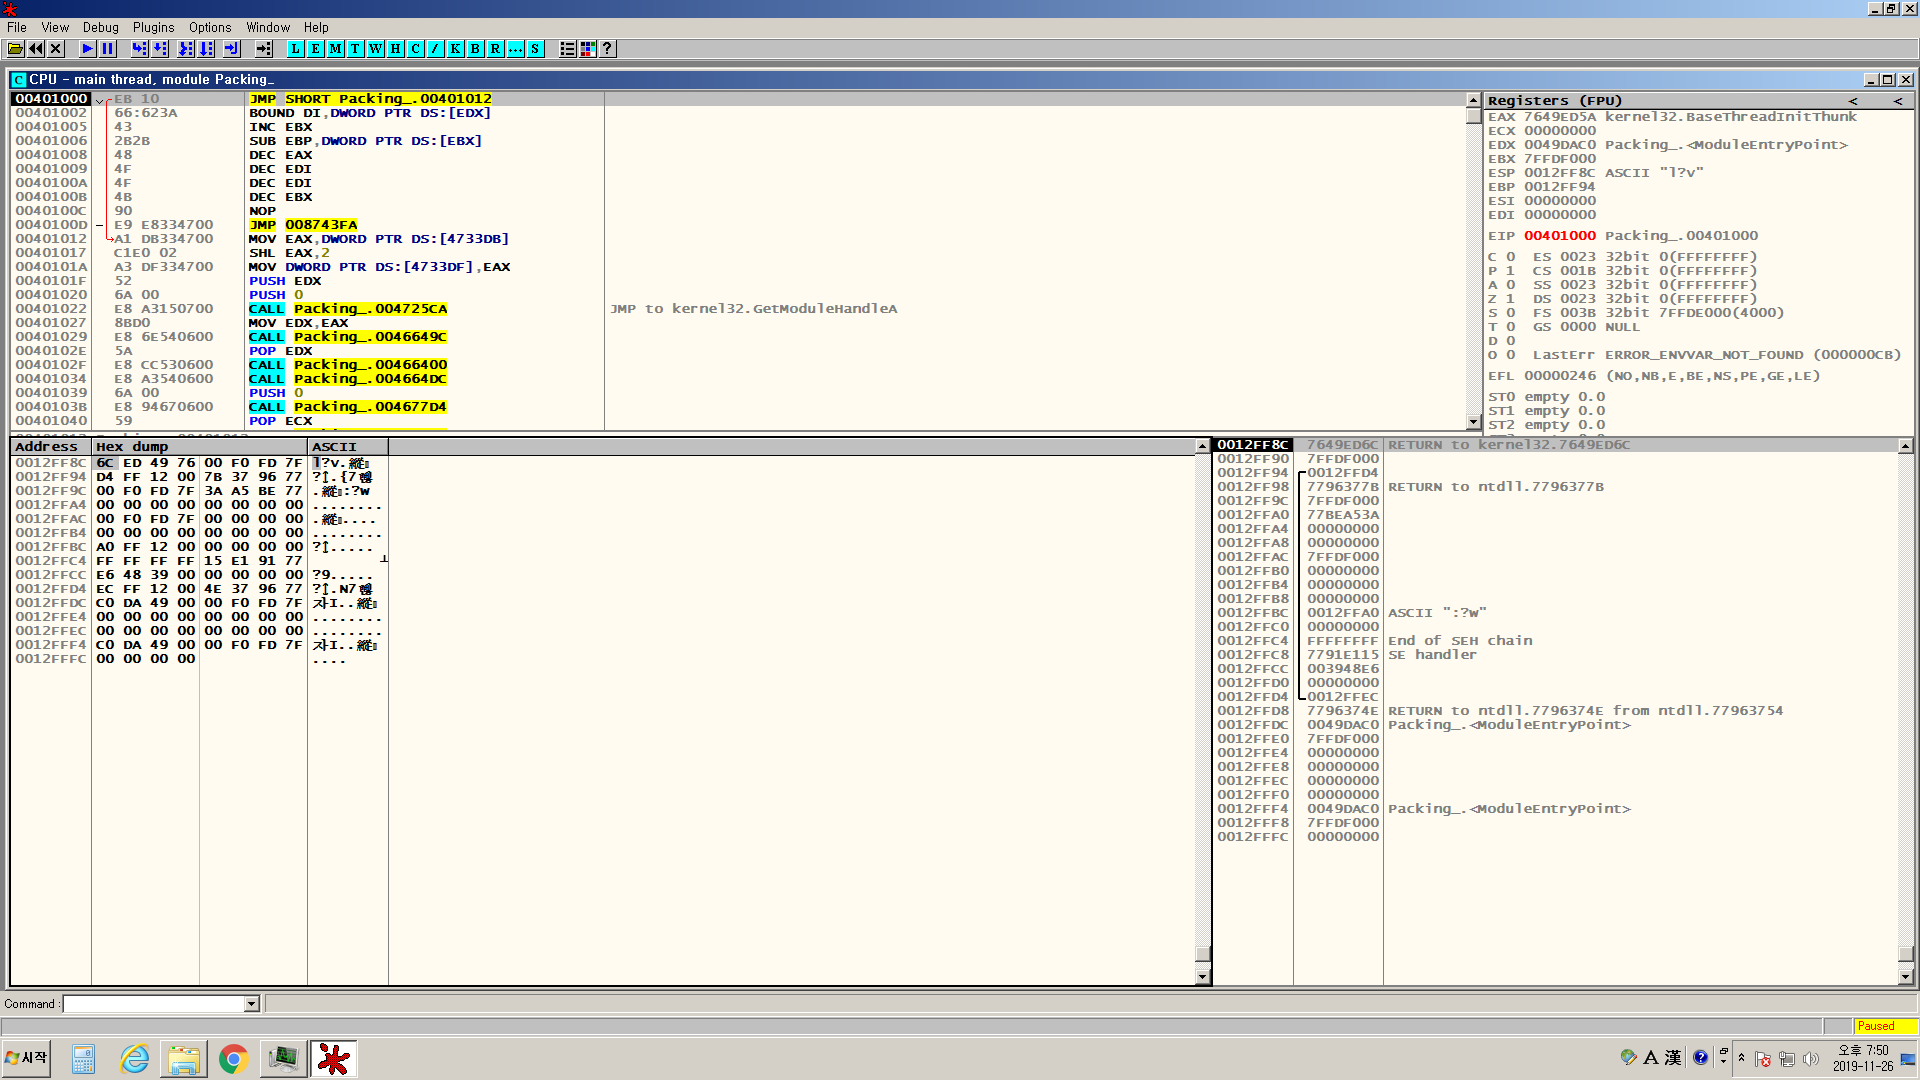 File View Debug Plugins Options Window Help
L E M T W H C / K B R ... S ?
C CPU - main thread, module Packing_
00401000 EB 10 JMP SHORT Packing_.00401012
00401002 66:623A BOUND DI,DWORD PTR DS:[EDX]
00401005 43 INC EBX
00401006 2B2B SUB EBP,DWORD PTR DS:[EBX]
00401008 48 DEC EAX
00401009 4F DEC EDI
0040100A 4F DEC EDI
0040100B 4B DEC EBX
0040100C 90 NOP
0040100D E9 E8334700 JMP 008743FA
00401012 A1 DB334700 MOV EAX,DWORD PTR DS:[4733DB]
00401017 C1E0 02 SHL EAX,2
0040101A A3 DF334700 MOV DWORD PTR DS:[4733DF],EAX
0040101F 52 PUSH EDX
00401020 6A 00 PUSH 0
00401022 E8 A3150700 CALL Packing_.004725CA JMP to kernel32.GetModuleHandleA
00401027 8BD0 MOV EDX,EAX
00401029 E8 6E540600 CALL Packing_.0046649C
0040102E 5A POP EDX
0040102F E8 CC530600 CALL Packing_.00466400
00401034 E8 A3540600 CALL Packing_.004664DC
00401039 6A 00 PUSH 0
0040103B E8 94670600 CALL Packing_.004677D4
00401040 59 POP ECX
Registers (FPU) < <
EAX 7649ED5A kernel32.BaseThreadInitThunk
ECX 00000000
EDX 0049DAC0 Packing_.<ModuleEntryPoint>
EBX 7FFDF000
ESP 0012FF8C ASCII "l?v"
EBP 0012FF94
ESI 00000000
EDI 00000000
EIP 00401000 Packing_.00401000
C 0 ES 0023 32bit 0(FFFFFFFF)
P 1 CS 001B 32bit 0(FFFFFFFF)
A 0 SS 0023 32bit 0(FFFFFFFF)
Z 1 DS 0023 32bit 0(FFFFFFFF)
S 0 FS 003B 32bit 7FFDE000(4000)
T 0 GS 0000 NULL
D 0
O 0 LastErr ERROR_ENVVAR_NOT_FOUND (000000CB)
EFL 00000246 (NO,NB,E,BE,NS,PE,GE,LE)
ST0 empty 0.0
ST1 empty 0.0
ST2 empty 0.0
Address Hex dump ASCII
0012FF8C 6C ED 49 76 00 F0 FD 7F l?v.
0012FF94 D4 FF 12 00 7B 37 96 77 ?↕.{7
0012FF9C 00 F0 FD 7F 3A A5 BE 77 :?w
0012FFA4 00 00 00 00 00 00 00 00 ........
0012FFAC 00 F0 FD 7F 00 00 00 00 ....
0012FFB4 00 00 00 00 00 00 00 00 ........
0012FFBC A0 FF 12 00 00 00 00 00 ?↕.....
0012FFC4 FF FF FF FF 15 E1 91 77
0012FFCC E6 48 39 00 00 00 00 00 ?9.....
0012FFD4 EC FF 12 00 4E 37 96 77 ?↕.N7
0012FFDC C0 DA 49 00 00 F0 FD 7F 자I..
0012FFE4 00 00 00 00 00 00 00 00 ........
0012FFEC 00 00 00 00 00 00 00 00 ........
0012FFF4 C0 DA 49 00 00 F0 FD 7F 자I..
0012FFFC 00 00 00 00 ....
0012FF8C 7649ED6C RETURN to kernel32.7649ED6C
0012FF90 7FFDF000
0012FF94 0012FFD4
0012FF98 7796377B RETURN to ntdll.7796377B
0012FF9C 7FFDF000
0012FFA0 77BEA53A
0012FFA4 00000000
0012FFA8 00000000
0012FFAC 7FFDF000
0012FFB0 00000000
0012FFB4 00000000
0012FFB8 00000000
0012FFBC 0012FFA0 ASCII ":?w"
0012FFC0 00000000
0012FFC4 FFFFFFFF End of SEH chain
0012FFC8 7791E115 SE handler
0012FFCC 003948E6
0012FFD0 00000000
0012FFD4 0012FFEC
0012FFD8 7796374E RETURN to ntdll.7796374E from ntdll.77963754
0012FFDC 0049DAC0 Packing_.<ModuleEntryPoint>
0012FFE0 7FFDF000
0012FFE4 00000000
0012FFE8 00000000
0012FFEC 00000000
0012FFF0 00000000
0012FFF4 0049DAC0 Packing_.<ModuleEntryPoint>
0012FFF8 7FFDF000
0012FFFC 00000000
Command :
Paused
시작
A 漢 ?
오후 7:50
2019-11-26